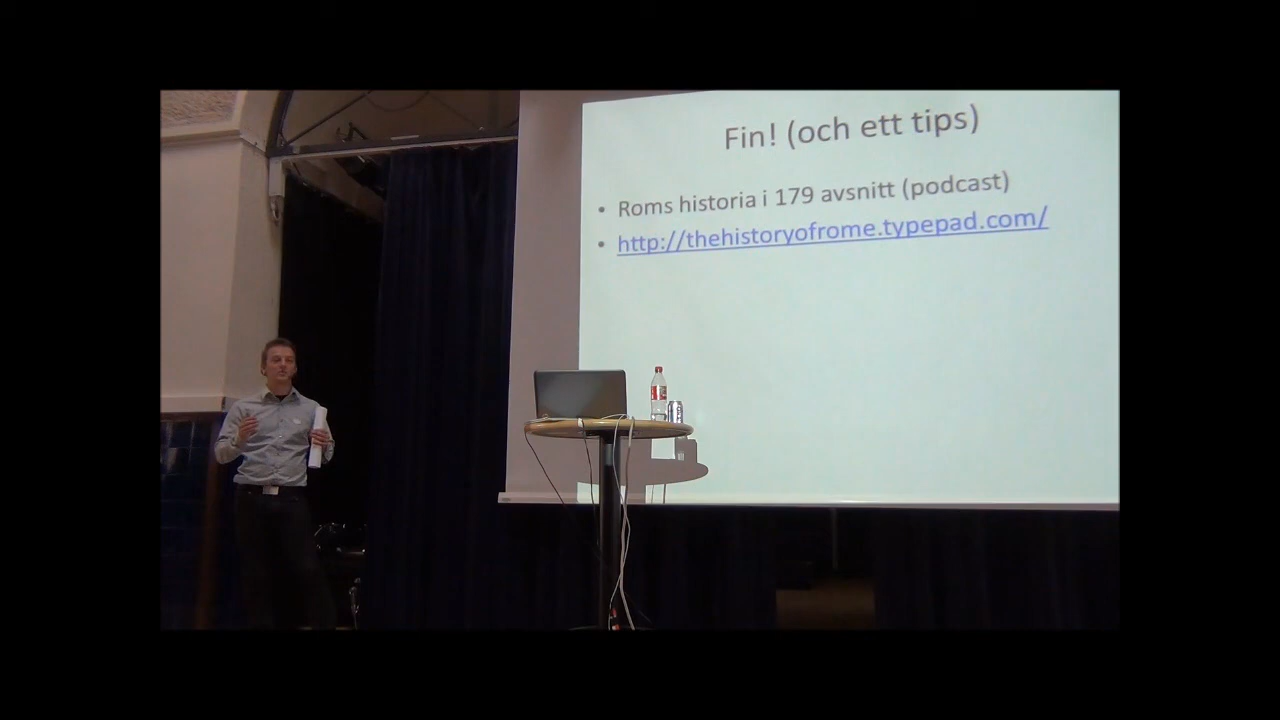 Fin! (och ett tips)
• Roms historia i 179 avsnitt (podcast)
• http://thehistoryofrome.typepad.com/